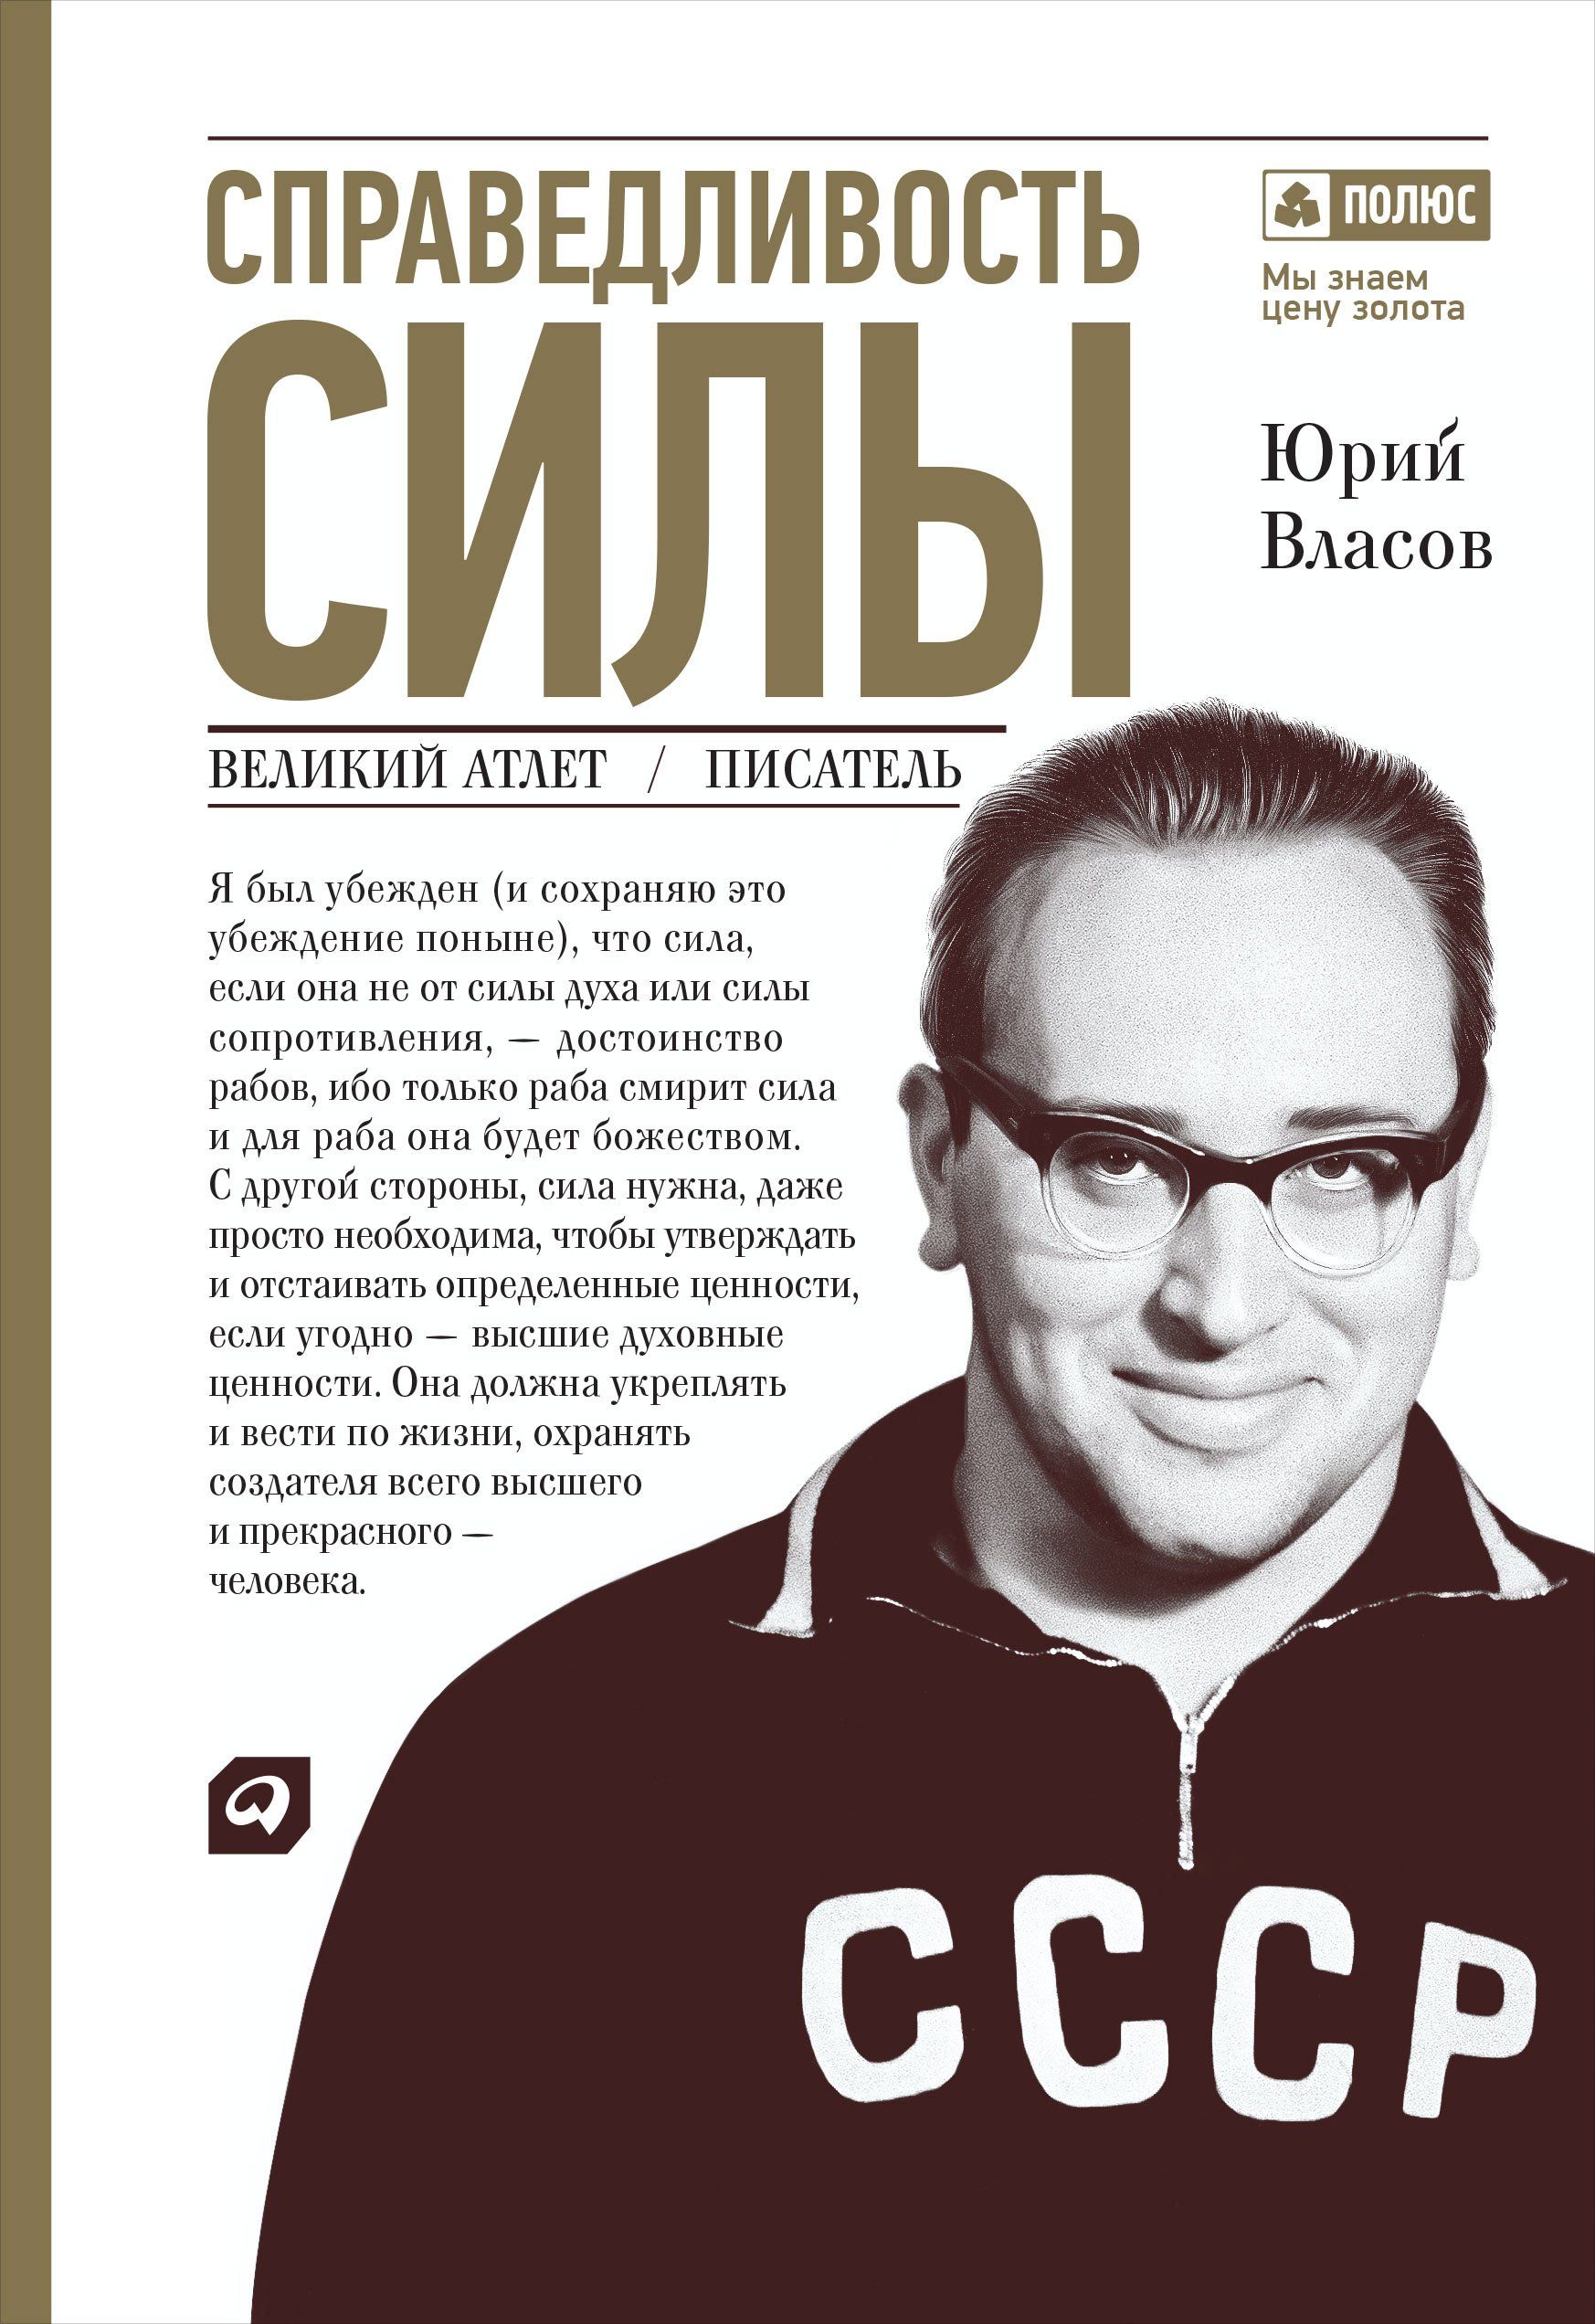 СПРАВЕДЛИВОСТЬ
СИЛЫ
ПОЛЮС
Мы знаем
цену золота
Юрий
Власов
ВЕЛИКИЙ АТЛЕТ / ПИСАТЕЛЬ
Я был убежден (и сохраняю это
убеждение поныне), что сила,
если она не от силы духа или силы
сопротивления, — достоинство
рабов, ибо только раба смирит сила
и для раба она будет божеством.
С другой стороны, сила нужна, даже
просто необходима, чтобы утверждать
и отстаивать определенные ценности,
если угодно — высшие духовные
ценности. Она должна укреплять
и вести по жизни, охранять
создателя всего высшего
и прекрасного —
человека.
СССР